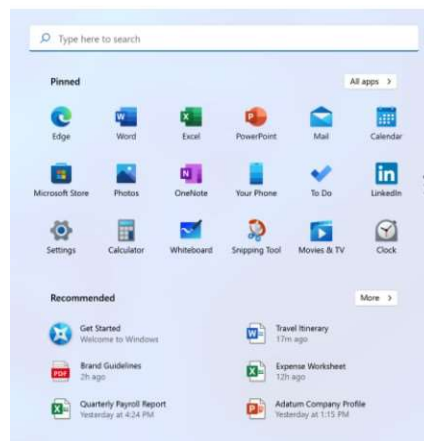 Type here to search
Pinned
All apps >
Edge
Word
Excel
PowerPoint
Mail
Calendar
Microsoft Store
Photos
OneNote
Your Phone
To Do
LinkedIn
Settings
Calculator
Whiteboard
Snipping Tool
Movies & TV
Clock
Recommended
More >
Get Started
Welcome to Windows
Travel Itinerary
17m ago
Brand Guidelines
2h ago
Expense Worksheet
12h ago
Quarterly Payroll Report
Yesterday at 4:24 PM
Adatum Company Profile
Yesterday at 1:15 PM